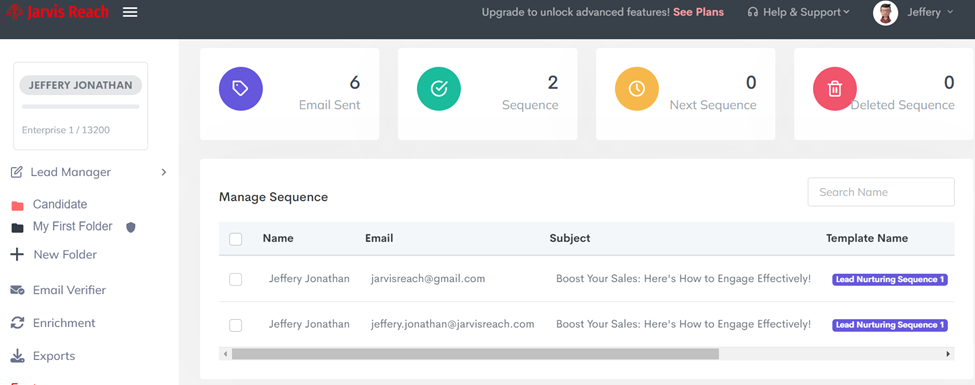 Jarvis Reach
Upgrade to unlock advanced features! See Plans
Help & Support
Jeffery
JEFFERY JONATHAN
Enterprise 1 / 13200
Lead Manager
Candidate
My First Folder
New Folder
Email Verifier
Enrichment
Exports
6
Email Sent
2
Sequence
0
Next Sequence
0
Deleted Sequence
Manage Sequence
Search Name
Name Email Subject Template Name
Jeffery Jonathan jarvisreach@gmail.com Boost Your Sales: Here's How to Engage Effectively! Lead Nurturing Sequence 1
Jeffery Jonathan jeffery.jonathan@jarvisreach.com Boost Your Sales: Here's How to Engage Effectively! Lead Nurturing Sequence 1